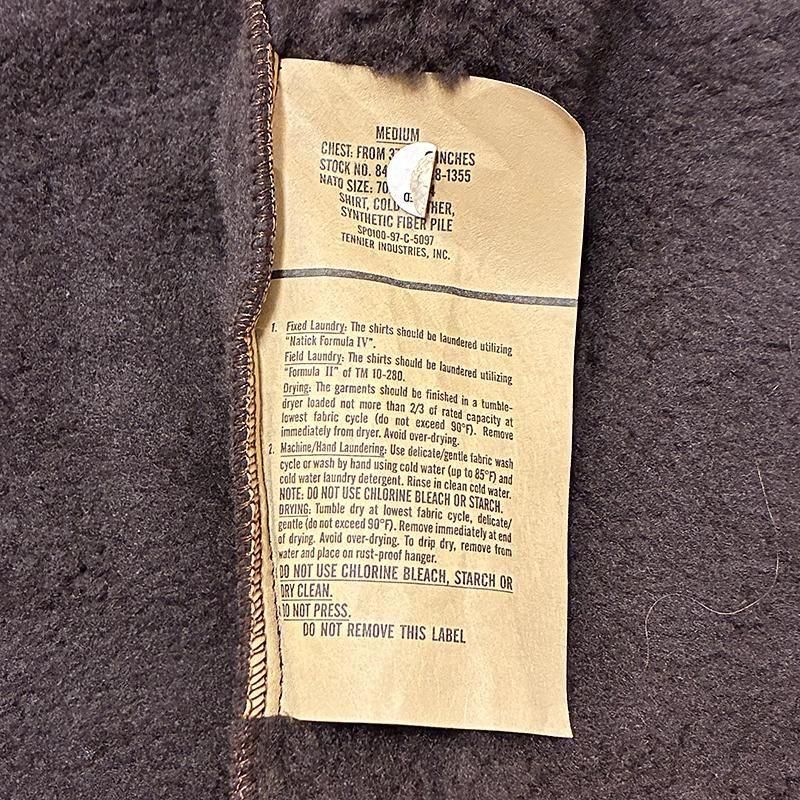 MEDIUM
CHEST: FROM 37 INCHES
STOCK NO. 84 8-1355
NATO SIZE: 70 4
SHIRT, COLD WEATHER,
SYNTHETIC FIBER PILE
SPO100-97-C-5097
TENNIER INDUSTRIES, INC.
1. Fixed Laundry: The shirts should be laundered utilizing
"Natick Formula IV".
Field Laundry: The shirts should be laundered utilizing
"Formula II" of TM 10-280.
Drying: The garments should be finished in a tumble-
dryer loaded not more than 2/3 of rated capacity at
lowest fabric cycle (do not exceed 90°F). Remove
immediately from dryer. Avoid over-drying.
2. Machine/Hand Laundering: Use delicate/gentle fabric wash
cycle or wash by hand using cold water (up to 85°F) and
cold water laundry detergent. Rinse in clean cold water.
NOTE: DO NOT USE CHLORINE BLEACH OR STARCH.
DRYING: Tumble dry at lowest fabric cycle, delicate/
gentle (do not exceed 90°F). Remove immediately at end
of drying. Avoid over-drying. To drip dry, remove from
water and place on rust-proof hanger.
DO NOT USE CHLORINE BLEACH, STARCH OR
DRY CLEAN.
DO NOT PRESS.
DO NOT REMOVE THIS LABEL